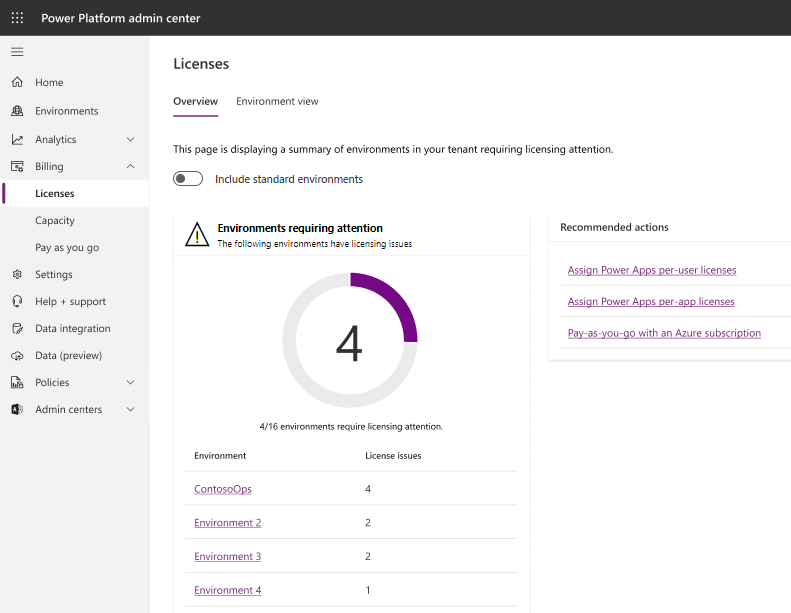 Power Platform admin center
Home
Environments
Analytics
Billing
Licenses
Capacity
Pay as you go
Settings
Help + support
Data integration
Data (preview)
Policies
Admin centers
Licenses
Overview Environment view
This page is displaying a summary of environments in your tenant requiring licensing attention.
Include standard environments
Environments requiring attention
The following environments have licensing issues
4
4/16 environments require licensing attention.
Environment License issues
ContosoOps 4
Environment 2 2
Environment 3 2
Environment 4 1
Recommended actions
Assign Power Apps per-user licenses
Assign Power Apps per-app licenses
Pay-as-you-go with an Azure subscription